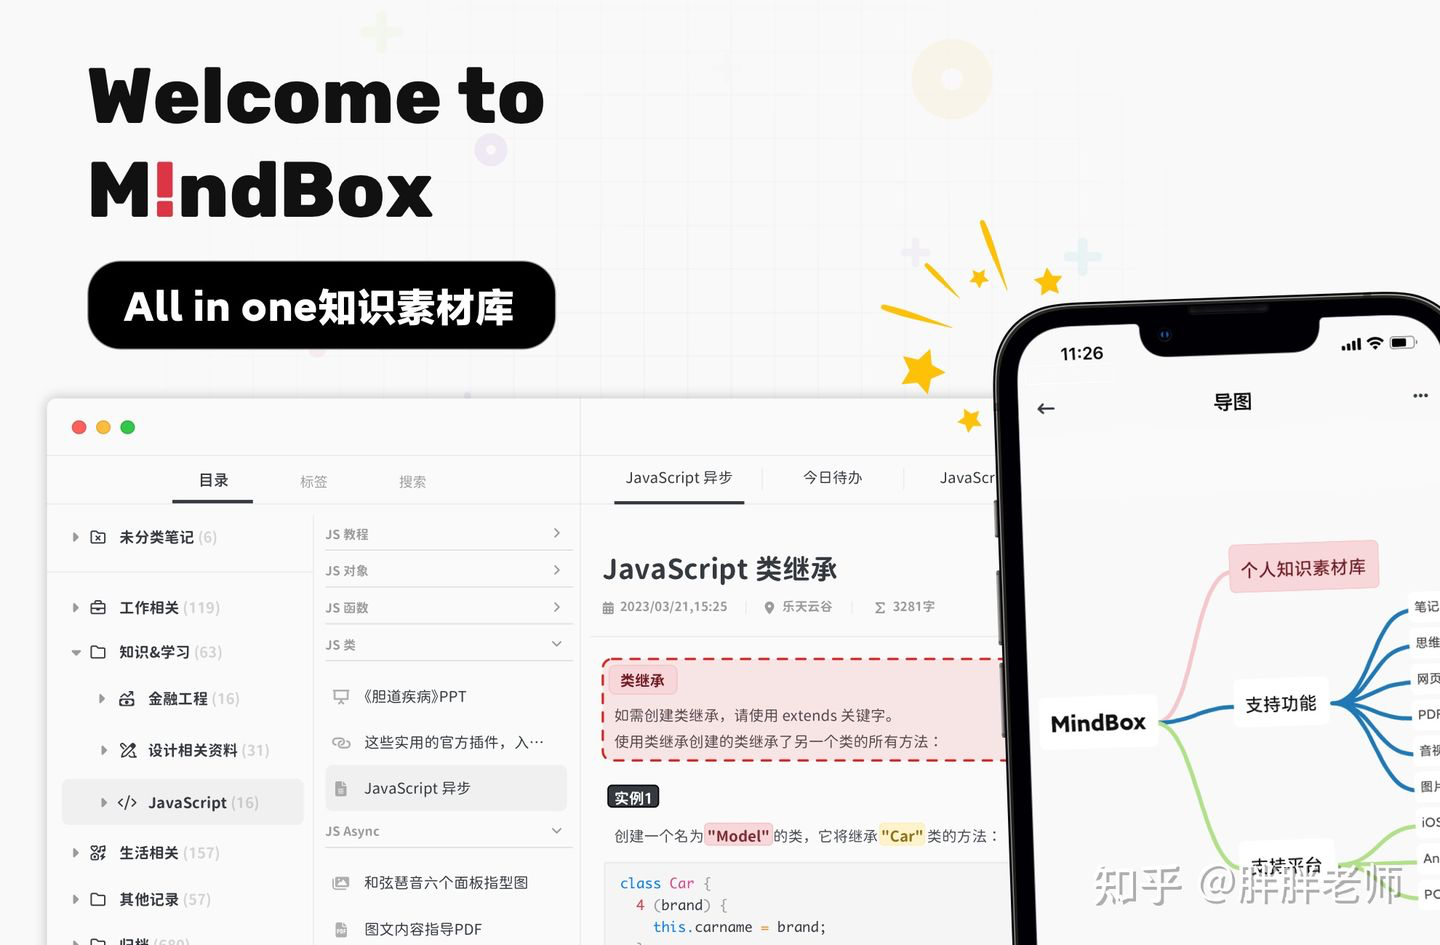 Welcome to
M!ndBox
All in one知识素材库
目录
标签
搜索
未分类笔记 (6)
工作相关 (119)
知识&学习 (63)
金融工程 (16)
设计相关资料 (31)
JavaScript (16)
生活相关 (157)
其他记录 (57)
归档 (680)
JS 教程
JS 对象
JS 函数
JS 类
《胆道疾病》PPT
这些实用的官方插件，入…
JavaScript 异步
JS Async
和弦琶音六个面板指型图
图文内容指导PDF
JavaScript 异步
今日待办
JavaScr
JavaScript 类继承
2023/03/21,15:25
乐天云谷
3281字
类继承
如需创建类继承，请使用 extends 关键字。
使用类继承创建的类继承了另一个类的所有方法：
实例1
创建一个名为"Model"的类，它将继承"Car"类的方法：
class Car {
4 (brand) {
this.carname = brand;
11:26
导图
个人知识素材库
MindBox
支持功能
支持平台
笔记
思维
网页
PDF
音视
图片
iOS
An
PC
知乎 @胖胖老师